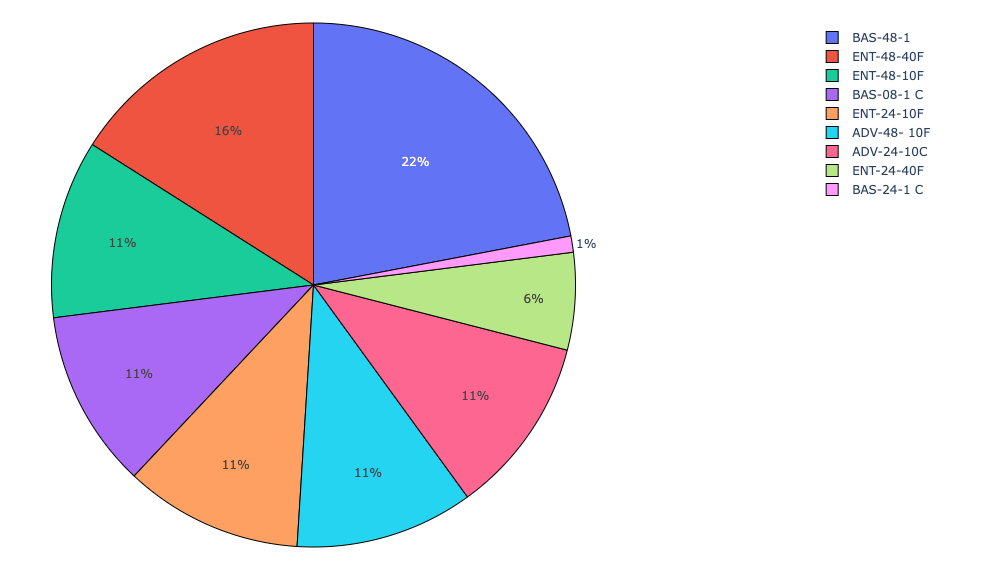 BAS-48-1
ENT-48-40F
ENT-48-10F
BAS-08-1 C
ENT-24-10F
ADV-48- 10F
ADV-24-10C
ENT-24-40F
BAS-24-1 C
16%
22%
11%
1%
6%
11%
11%
11%
11%